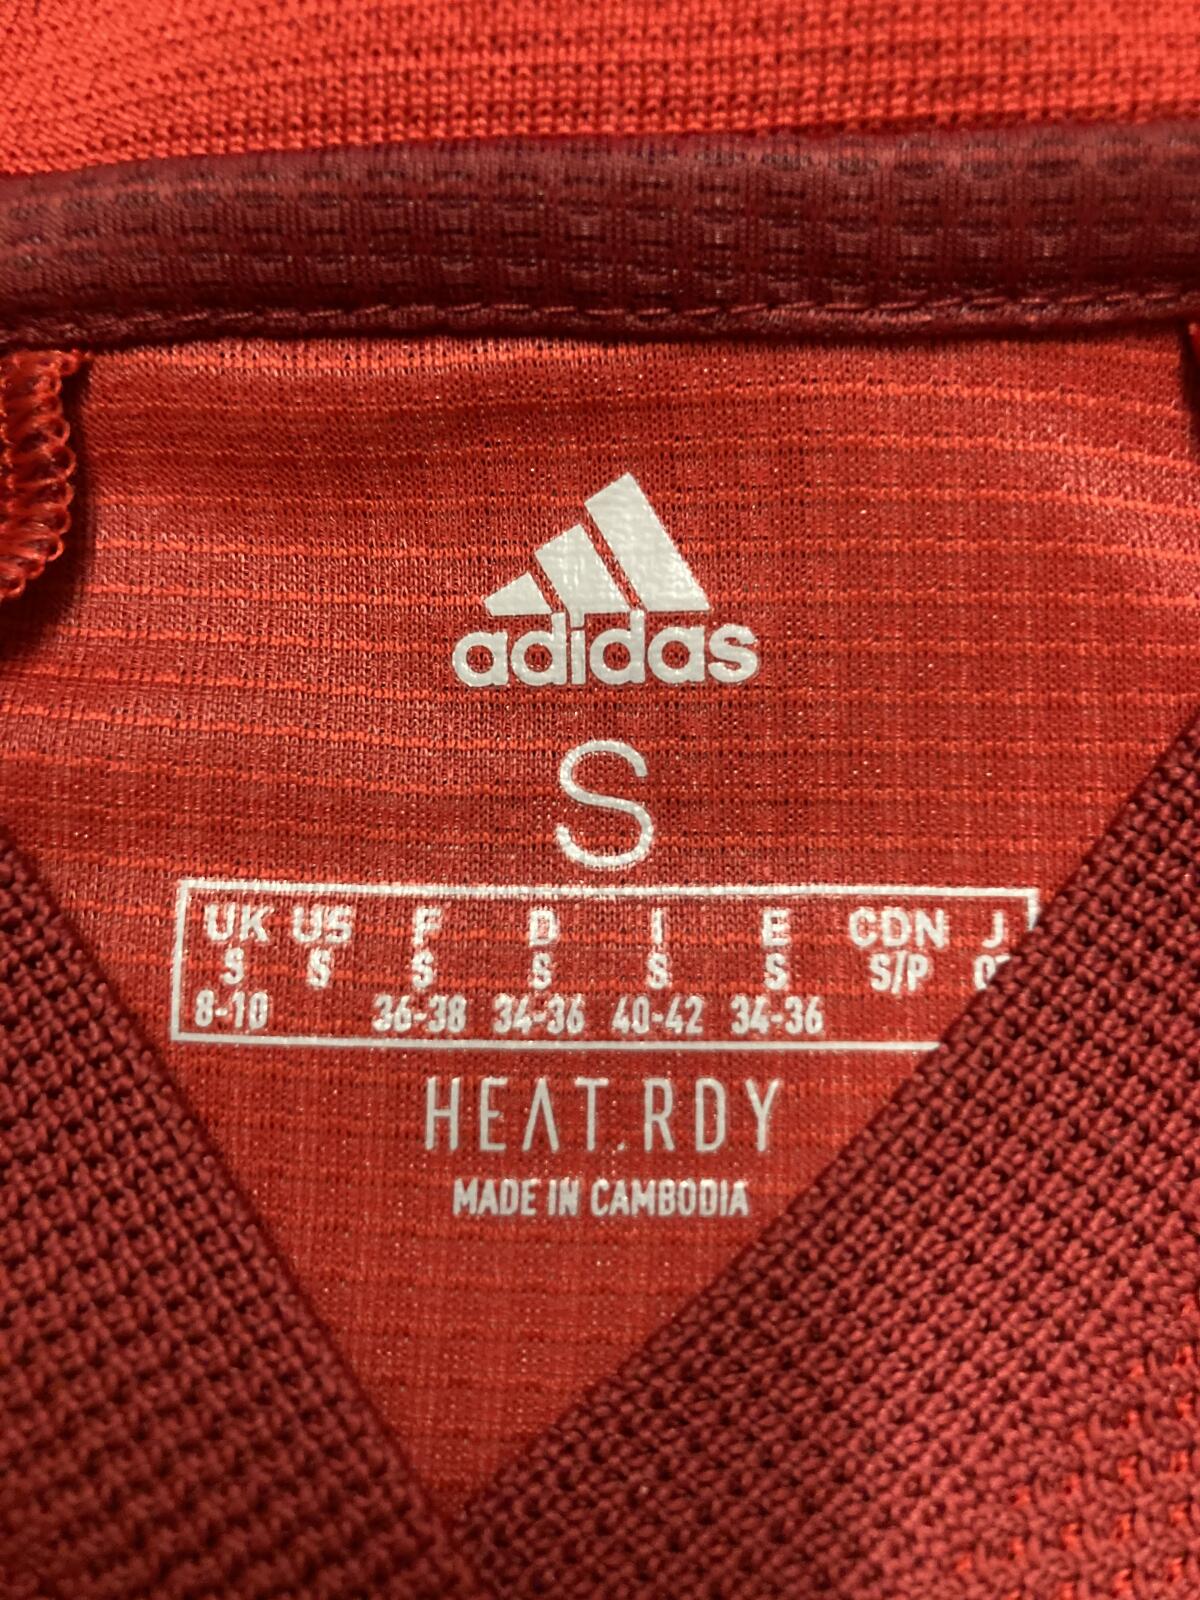 adidas
S
UK US F D I E CDN J
S S S S S S S/P
8-10 36-38 34-36 40-42 34-36
HEAT.RDY
MADE IN CAMBODIA